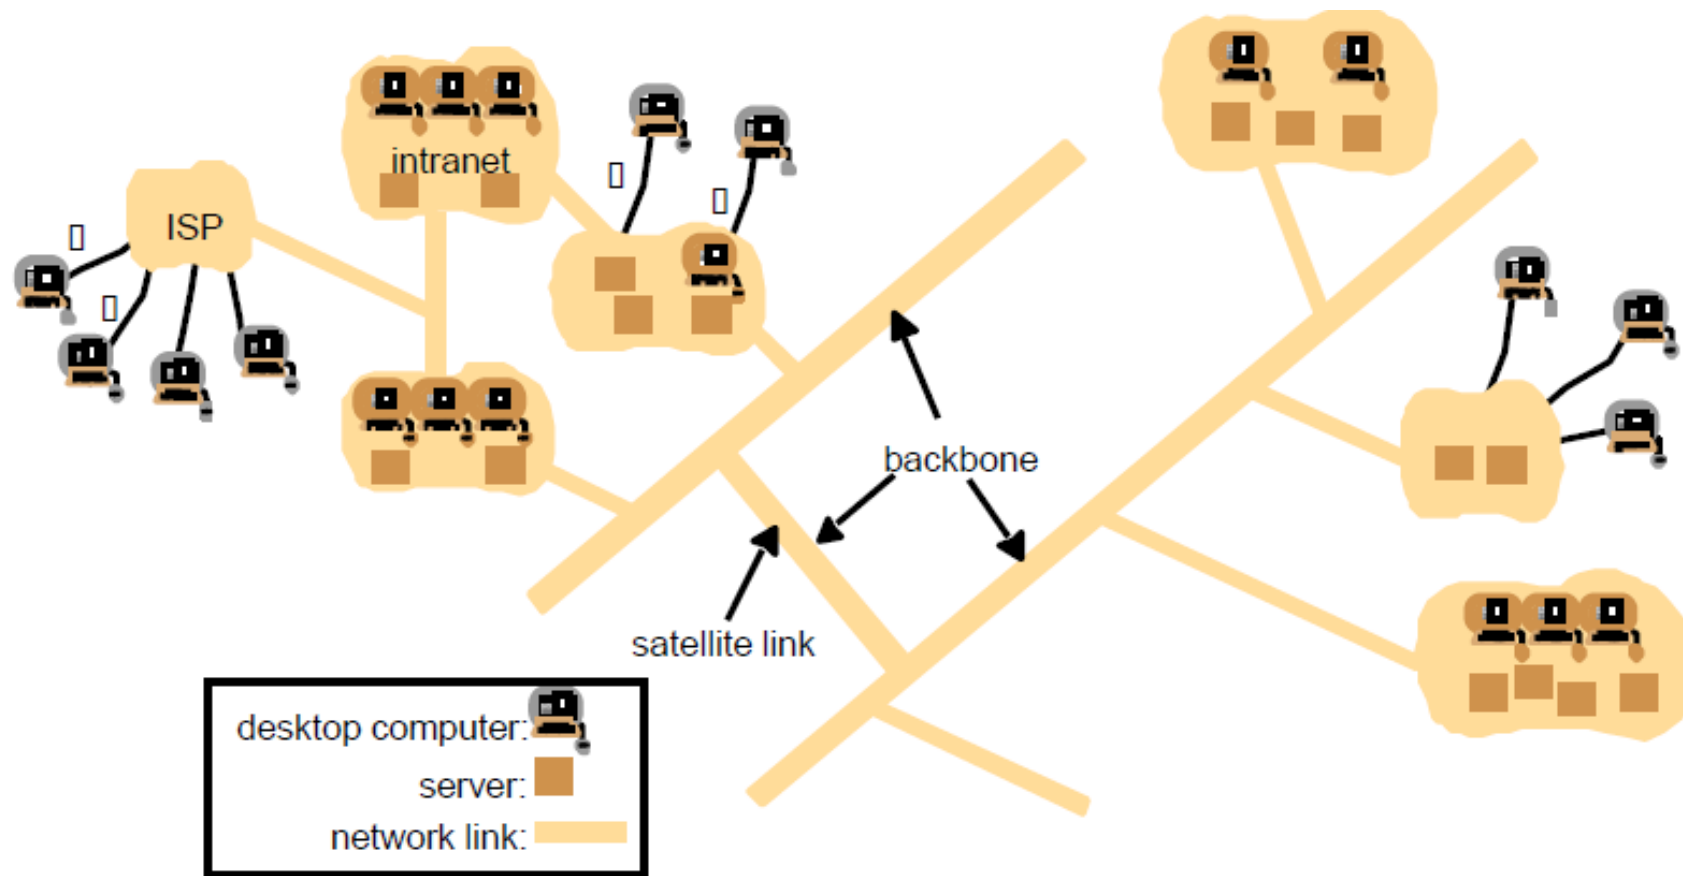 intranet
ISP
backbone
satellite link
desktop computer:
server:
network link: